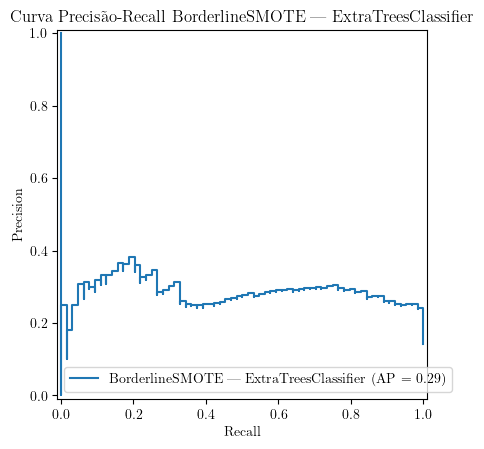 Curva Precisão-Recall BorderlineSMOTE — ExtraTreesClassifier
1.0
0.8
0.6
0.4
0.2
0.0
Precision
BorderlineSMOTE — ExtraTreesClassifier (AP = 0.29)
0.0 0.2 0.4 0.6 0.8 1.0
Recall